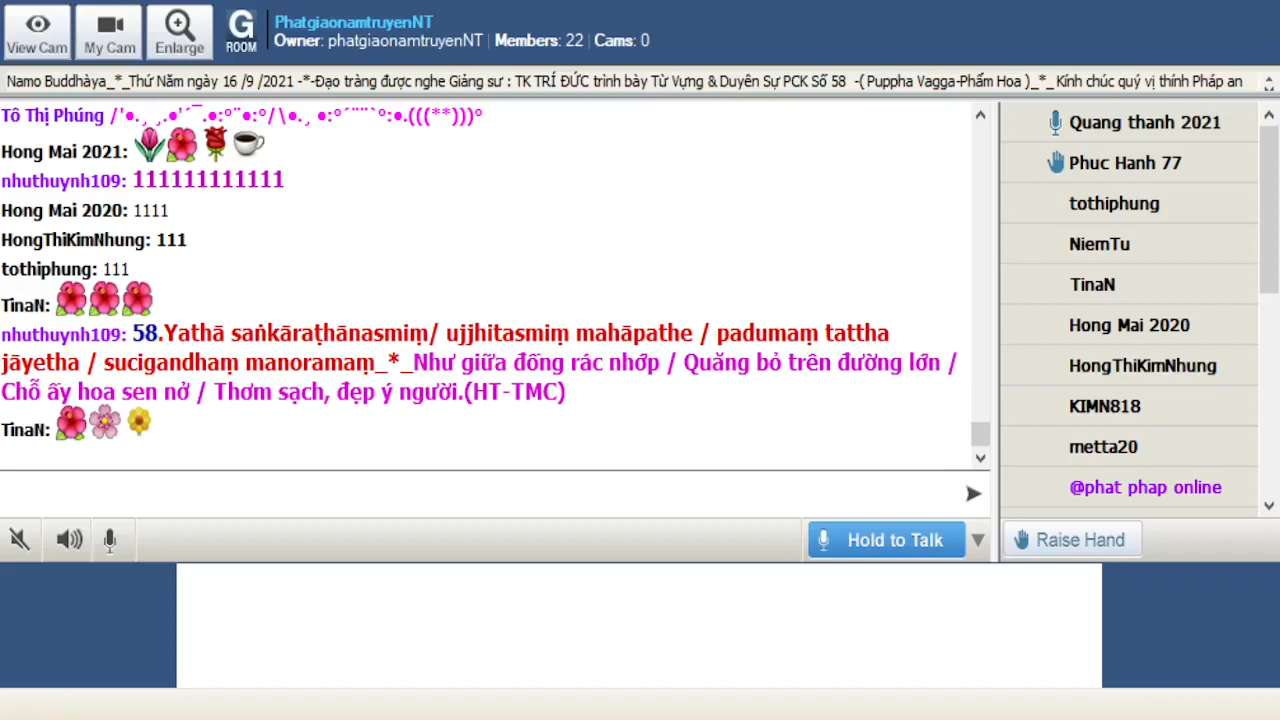 View Cam
My Cam
Enlarge
G
ROOM
PhatgiaonamtruyenNT
Owner: phatgiaonamtruyenNT | Members: 22 | Cams: 0
Namo Buddhàya_*_Thứ Năm ngày 16 /9 /2021 -*-Đạo tràng được nghe Giảng sư : TK TRÍ ĐỨC trình bày Từ Vựng & Duyên Sự PCK Số 58 -( Puppha Vagga-Phẩm Hoa )_*_ Kính chúc quý vị thính Pháp an
Tô Thị Phúng
Hong Mai 2021:
nhuthuynh109: 111111111111
Hong Mai 2020: 1111
HongThiKimNhung: 111
tothiphung: 111
TinaN:
nhuthuynh109: 58.Yathā saṅkāraṭhānasmiṃ/ ujjhitasmiṃ mahāpathe / padumaṃ tattha
jāyetha / sucigandhaṃ manoramaṃ_*_Như giữa đống rác nhớp / Quăng bỏ trên đường lớn /
Chỗ ấy hoa sen nở / Thơm sạch, đẹp ý người.(HT-TMC)
TinaN:
Hold to Talk
Quang thanh 2021
Phuc Hanh 77
tothiphung
NiemTu
TinaN
Hong Mai 2020
HongThiKimNhung
KIMN818
metta20
@phat phap online
Raise Hand